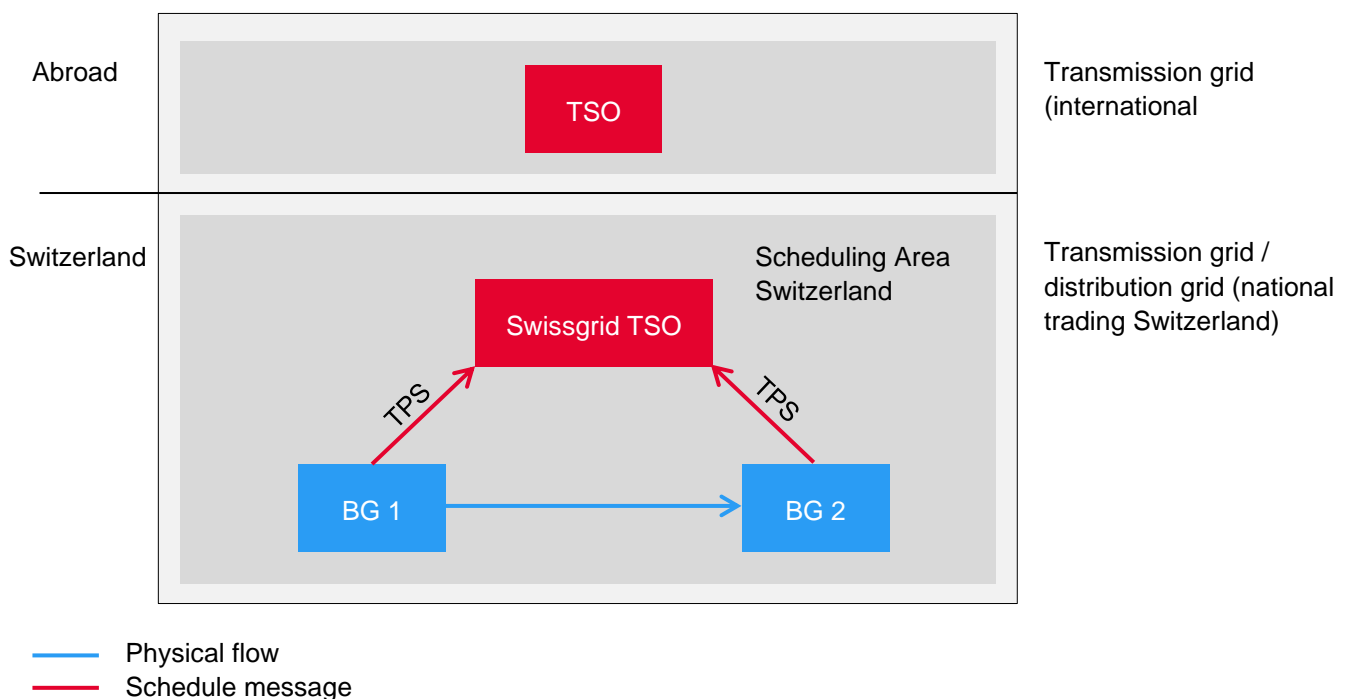 Abroad
TSO
Transmission grid
(international
Switzerland
Scheduling Area
Switzerland
Transmission grid /
distribution grid (national
trading Switzerland)
Swissgrid TSO
TPS
TPS
BG 1
BG 2
Physical flow
Schedule message